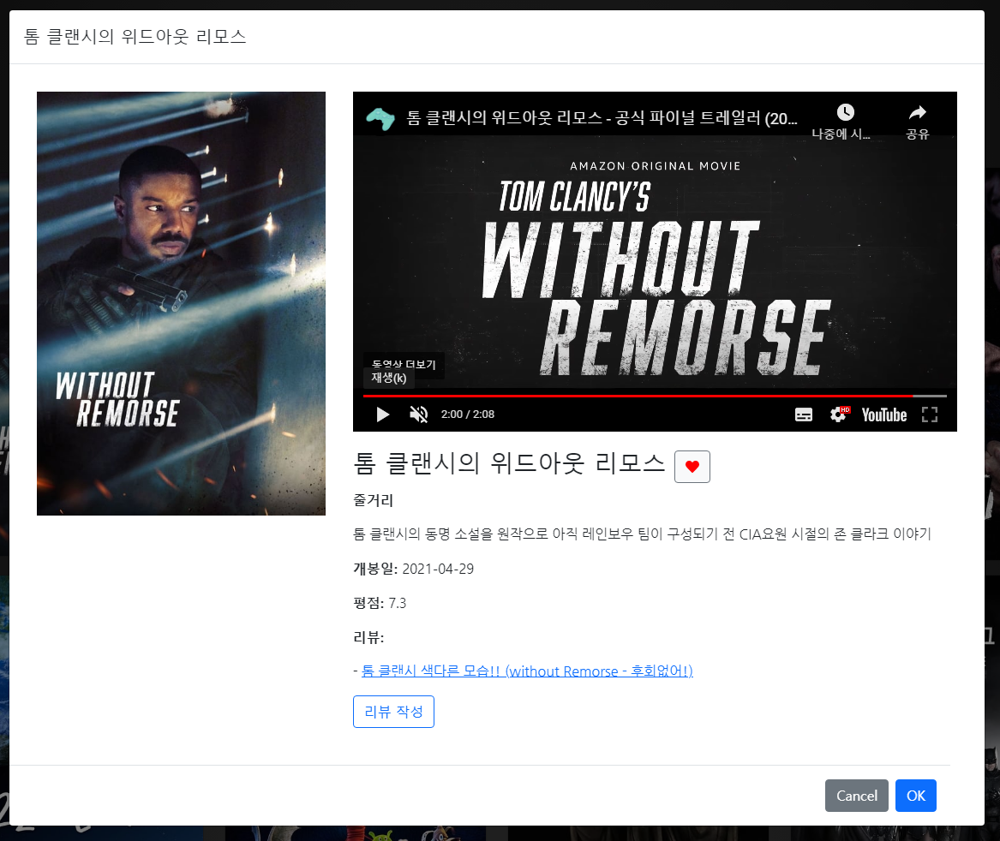 톰 클랜시의 위드아웃 리모스
WITHOUT
REMORSE
톰 클랜시의 위드아웃 리모스 - 공식 파이널 트레일러 (20...
나중에 시...
공유
AMAZON ORIGINAL MOVIE
TOM CLANCY'S
WITHOUT
REMORSE
동영상 더보기
재생(k)
2:00 / 2:08
HD
YouTube
톰 클랜시의 위드아웃 리모스
줄거리
톰 클랜시의 동명 소설을 원작으로 아직 레인보우 팀이 구성되기 전 CIA요원 시절의 존 클라크 이야기
개봉일: 2021-04-29
평점: 7.3
리뷰:
- 톰 클랜시 색다른 모습!! (without Remorse - 후회없어!)
리뷰 작성
Cancel
OK